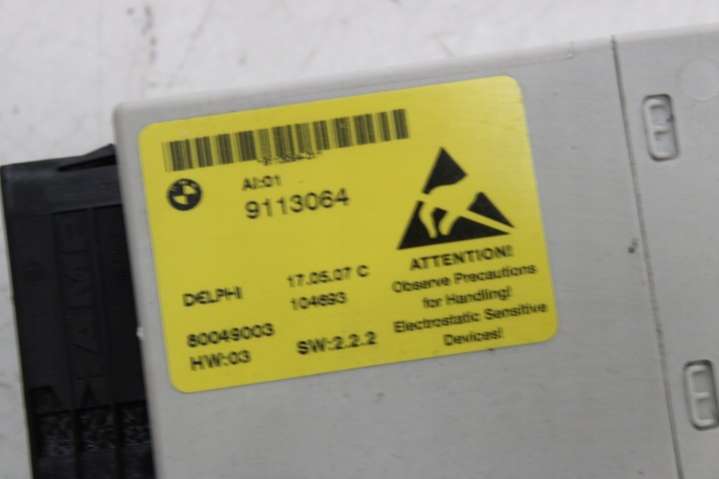 AI:01
9113064
DELPHI
17.05.07 C
104693
80049003
HW:03
SW:2.2.2
ATTENTION!
Observe Precautions
for Handling!
Electrostatic Sensitive
Devices!
AMP